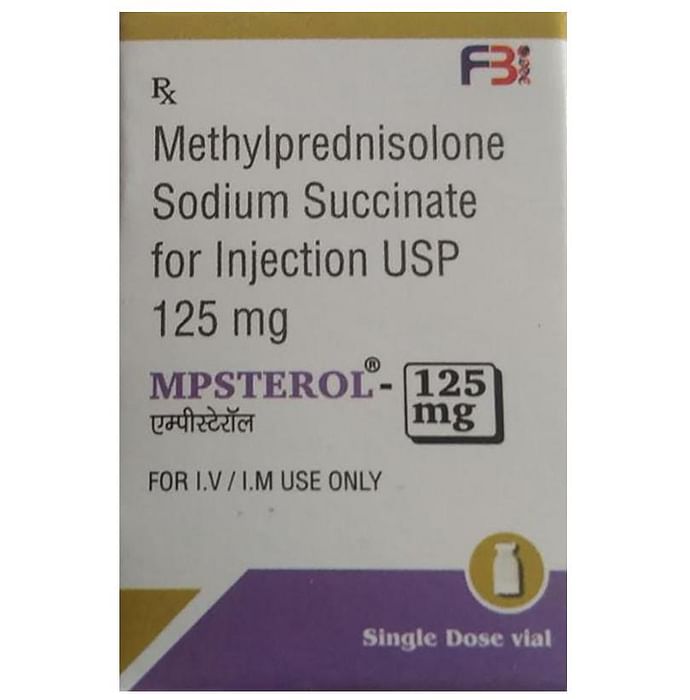 FB
Rx
Methylprednisolone
Sodium Succinate
for Injection USP
125 mg
MPSTEROL®-125
mg
एम्पीस्टेरॉल
FOR I.V / I.M USE ONLY
Single Dose vial